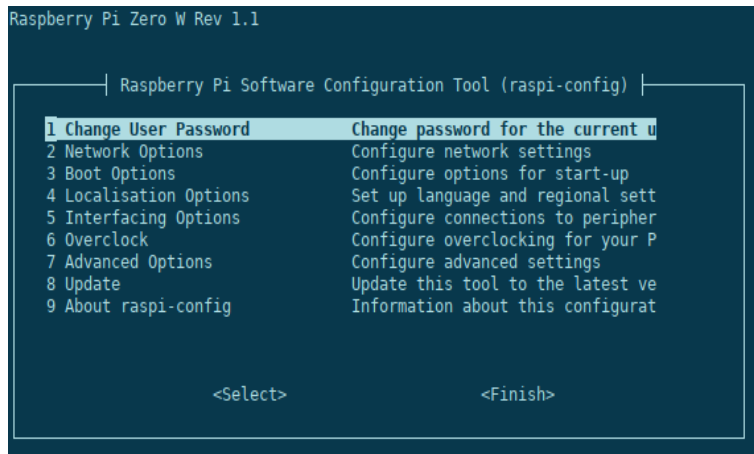 Raspberry Pi Zero W Rev 1.1
Raspberry Pi Software Configuration Tool (raspi-config)
1 Change User Password Change password for the current u
2 Network Options Configure network settings
3 Boot Options Configure options for start-up
4 Localisation Options Set up language and regional sett
5 Interfacing Options Configure connections to peripher
6 Overclock Configure overclocking for your P
7 Advanced Options Configure advanced settings
8 Update Update this tool to the latest ve
9 About raspi-config Information about this configurat
<Select> <Finish>